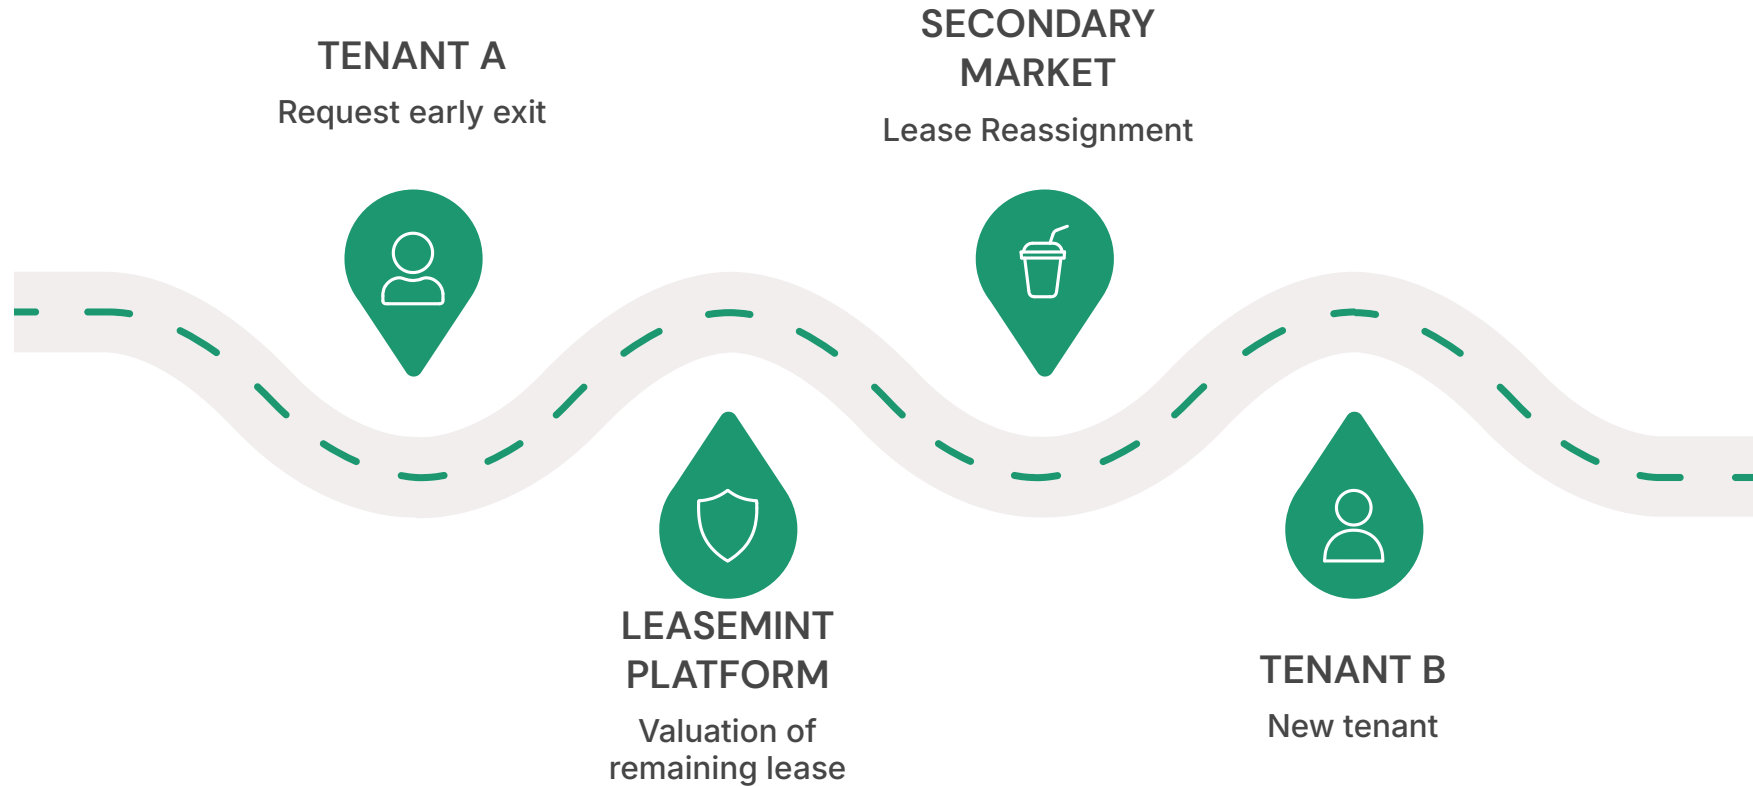 TENANT A
Request early exit
LEASEMINT
PLATFORM
Valuation of
remaining lease
SECONDARY
MARKET
Lease Reassignment
TENANT B
New tenant